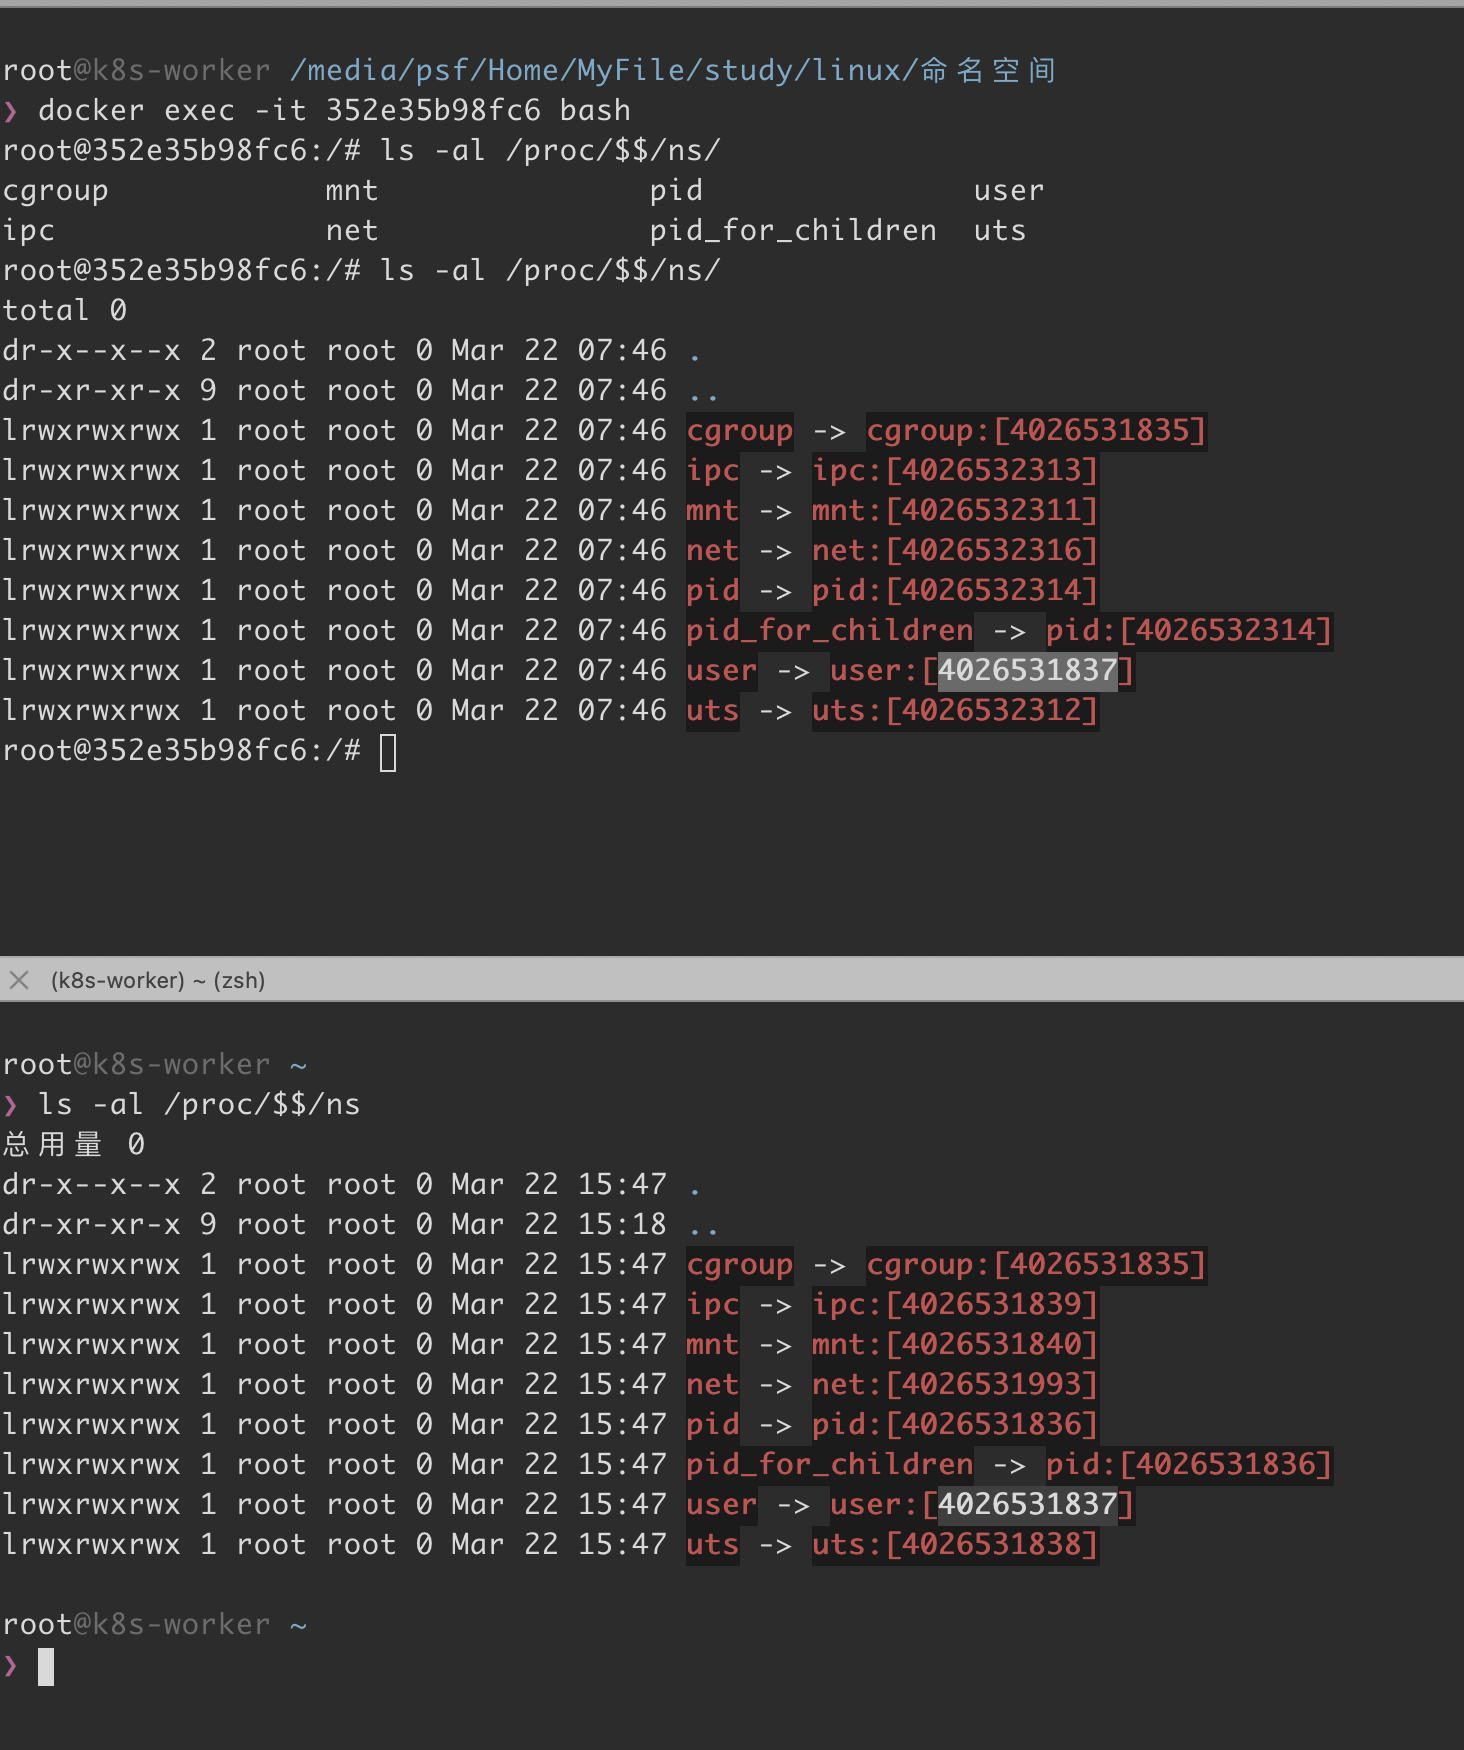 root@k8s-worker /media/psf/Home/MyFile/study/linux/命名空间
❯ docker exec -it 352e35b98fc6 bash
root@352e35b98fc6:/# ls -al /proc/$$/ns/
cgroup            mnt               pid               user
ipc               net               pid_for_children  uts
root@352e35b98fc6:/# ls -al /proc/$$/ns/
total 0
dr-x--x--x 2 root root 0 Mar 22 07:46 .
dr-xr-xr-x 9 root root 0 Mar 22 07:46 ..
lrwxrwxrwx 1 root root 0 Mar 22 07:46 cgroup -> cgroup:[4026531835]
lrwxrwxrwx 1 root root 0 Mar 22 07:46 ipc -> ipc:[4026532313]
lrwxrwxrwx 1 root root 0 Mar 22 07:46 mnt -> mnt:[4026532311]
lrwxrwxrwx 1 root root 0 Mar 22 07:46 net -> net:[4026532316]
lrwxrwxrwx 1 root root 0 Mar 22 07:46 pid -> pid:[4026532314]
lrwxrwxrwx 1 root root 0 Mar 22 07:46 pid_for_children -> pid:[4026532314]
lrwxrwxrwx 1 root root 0 Mar 22 07:46 user -> user:[4026531837]
lrwxrwxrwx 1 root root 0 Mar 22 07:46 uts -> uts:[4026532312]
root@352e35b98fc6:/#
(k8s-worker) ~ (zsh)
root@k8s-worker ~
❯ ls -al /proc/$$/ns
总用量 0
dr-x--x--x 2 root root 0 Mar 22 15:47 .
dr-xr-xr-x 9 root root 0 Mar 22 15:18 ..
lrwxrwxrwx 1 root root 0 Mar 22 15:47 cgroup -> cgroup:[4026531835]
lrwxrwxrwx 1 root root 0 Mar 22 15:47 ipc -> ipc:[4026531839]
lrwxrwxrwx 1 root root 0 Mar 22 15:47 mnt -> mnt:[4026531840]
lrwxrwxrwx 1 root root 0 Mar 22 15:47 net -> net:[4026531993]
lrwxrwxrwx 1 root root 0 Mar 22 15:47 pid -> pid:[4026531836]
lrwxrwxrwx 1 root root 0 Mar 22 15:47 pid_for_children -> pid:[4026531836]
lrwxrwxrwx 1 root root 0 Mar 22 15:47 user -> user:[4026531837]
lrwxrwxrwx 1 root root 0 Mar 22 15:47 uts -> uts:[4026531838]
root@k8s-worker ~
❯